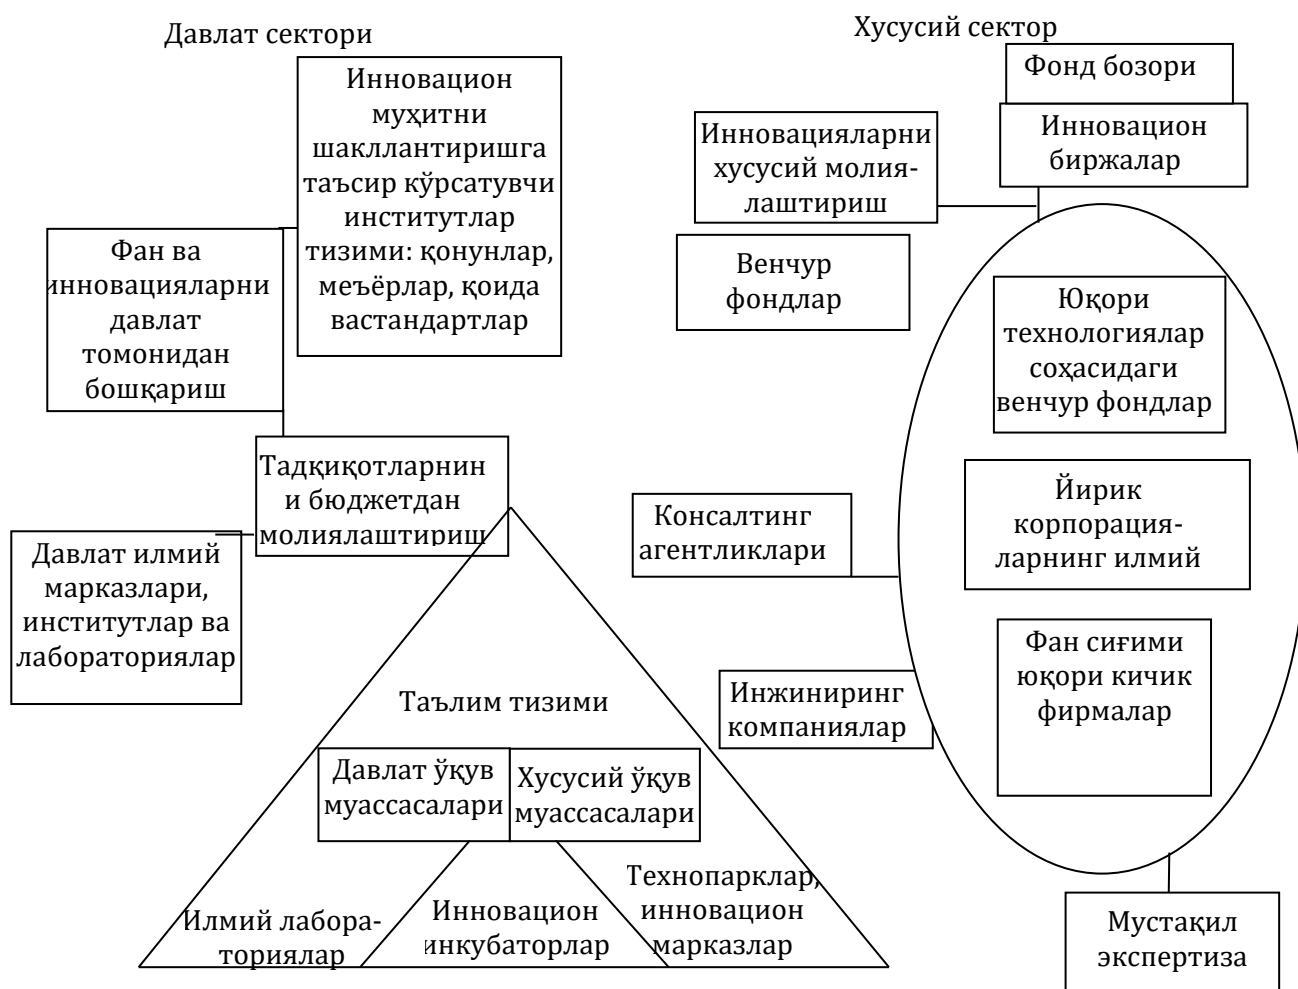 Давлат сектори
Инновацион
муҳитни
шакллантиришга
таъсир кўрсатувчи
институтлар
тизими: қонунлар,
меъёрлар, қоида
вастандартлар
Фан ва
инновацияларни
давлат
томонидан
бошқариш
Тадқиқотларнин
и бюджетдан
молиялаштириш
Давлат илмий
марказлари,
институтлар ва
лабораториялар
Таълим тизими
Давлат ўқув
муассасалари
Хусусий ўқув
муассасалари
Илмий лабора-
ториялар
Инновацион
инкубаторлар
Технопарклар,
инновацион
марказлар
Хусусий сектор
Фонд бозори
Инновацион
биржалар
Инновацияларни
хусусий молия-
лаштириш
Венчур
фондлар
Юқори
технологиялар
соҳасидаги
венчур фондлар
Йирик
корпорация-
ларнинг илмий
Консалтинг
агентликлари
Фан сиғими
юқори кичик
фирмалар
Инжиниринг
компаниялар
Мустақил
экспертиза